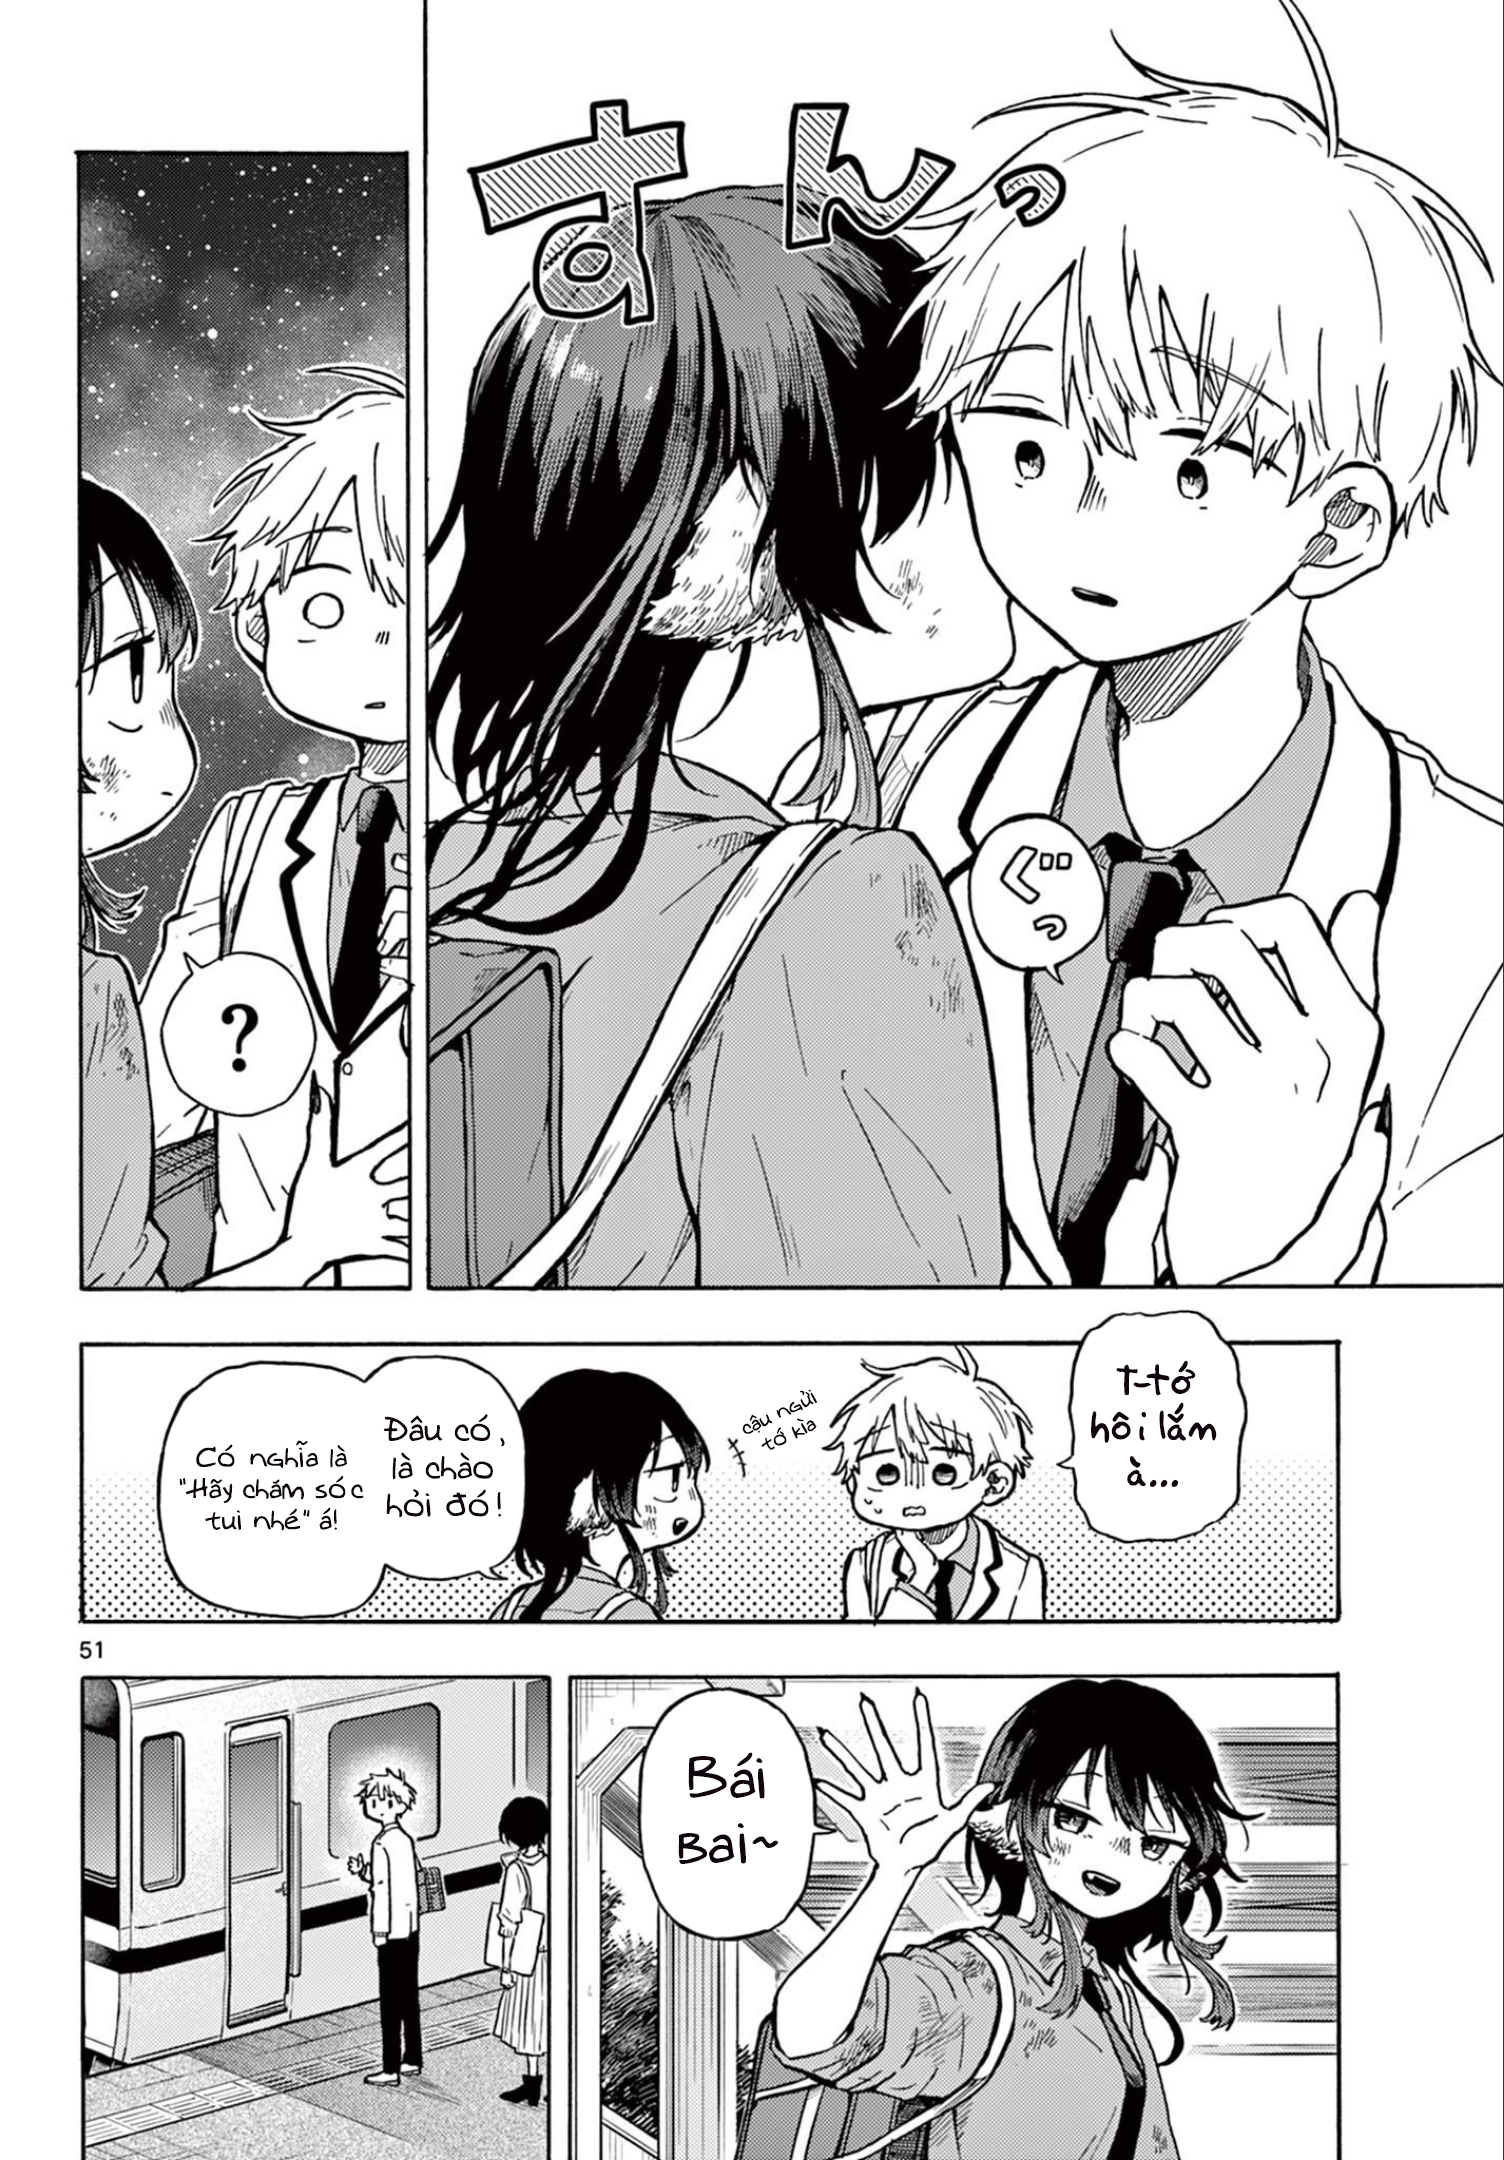 すんっ
ぐっ
?
T-tớ
hôi lắm
à...
cậu ngửi
tớ kìa
Đâu có,
là chào
hỏi đó!
Có nghĩa là
"Hãy chăm sóc
tui nhé" á!
51
Bái
Bai~